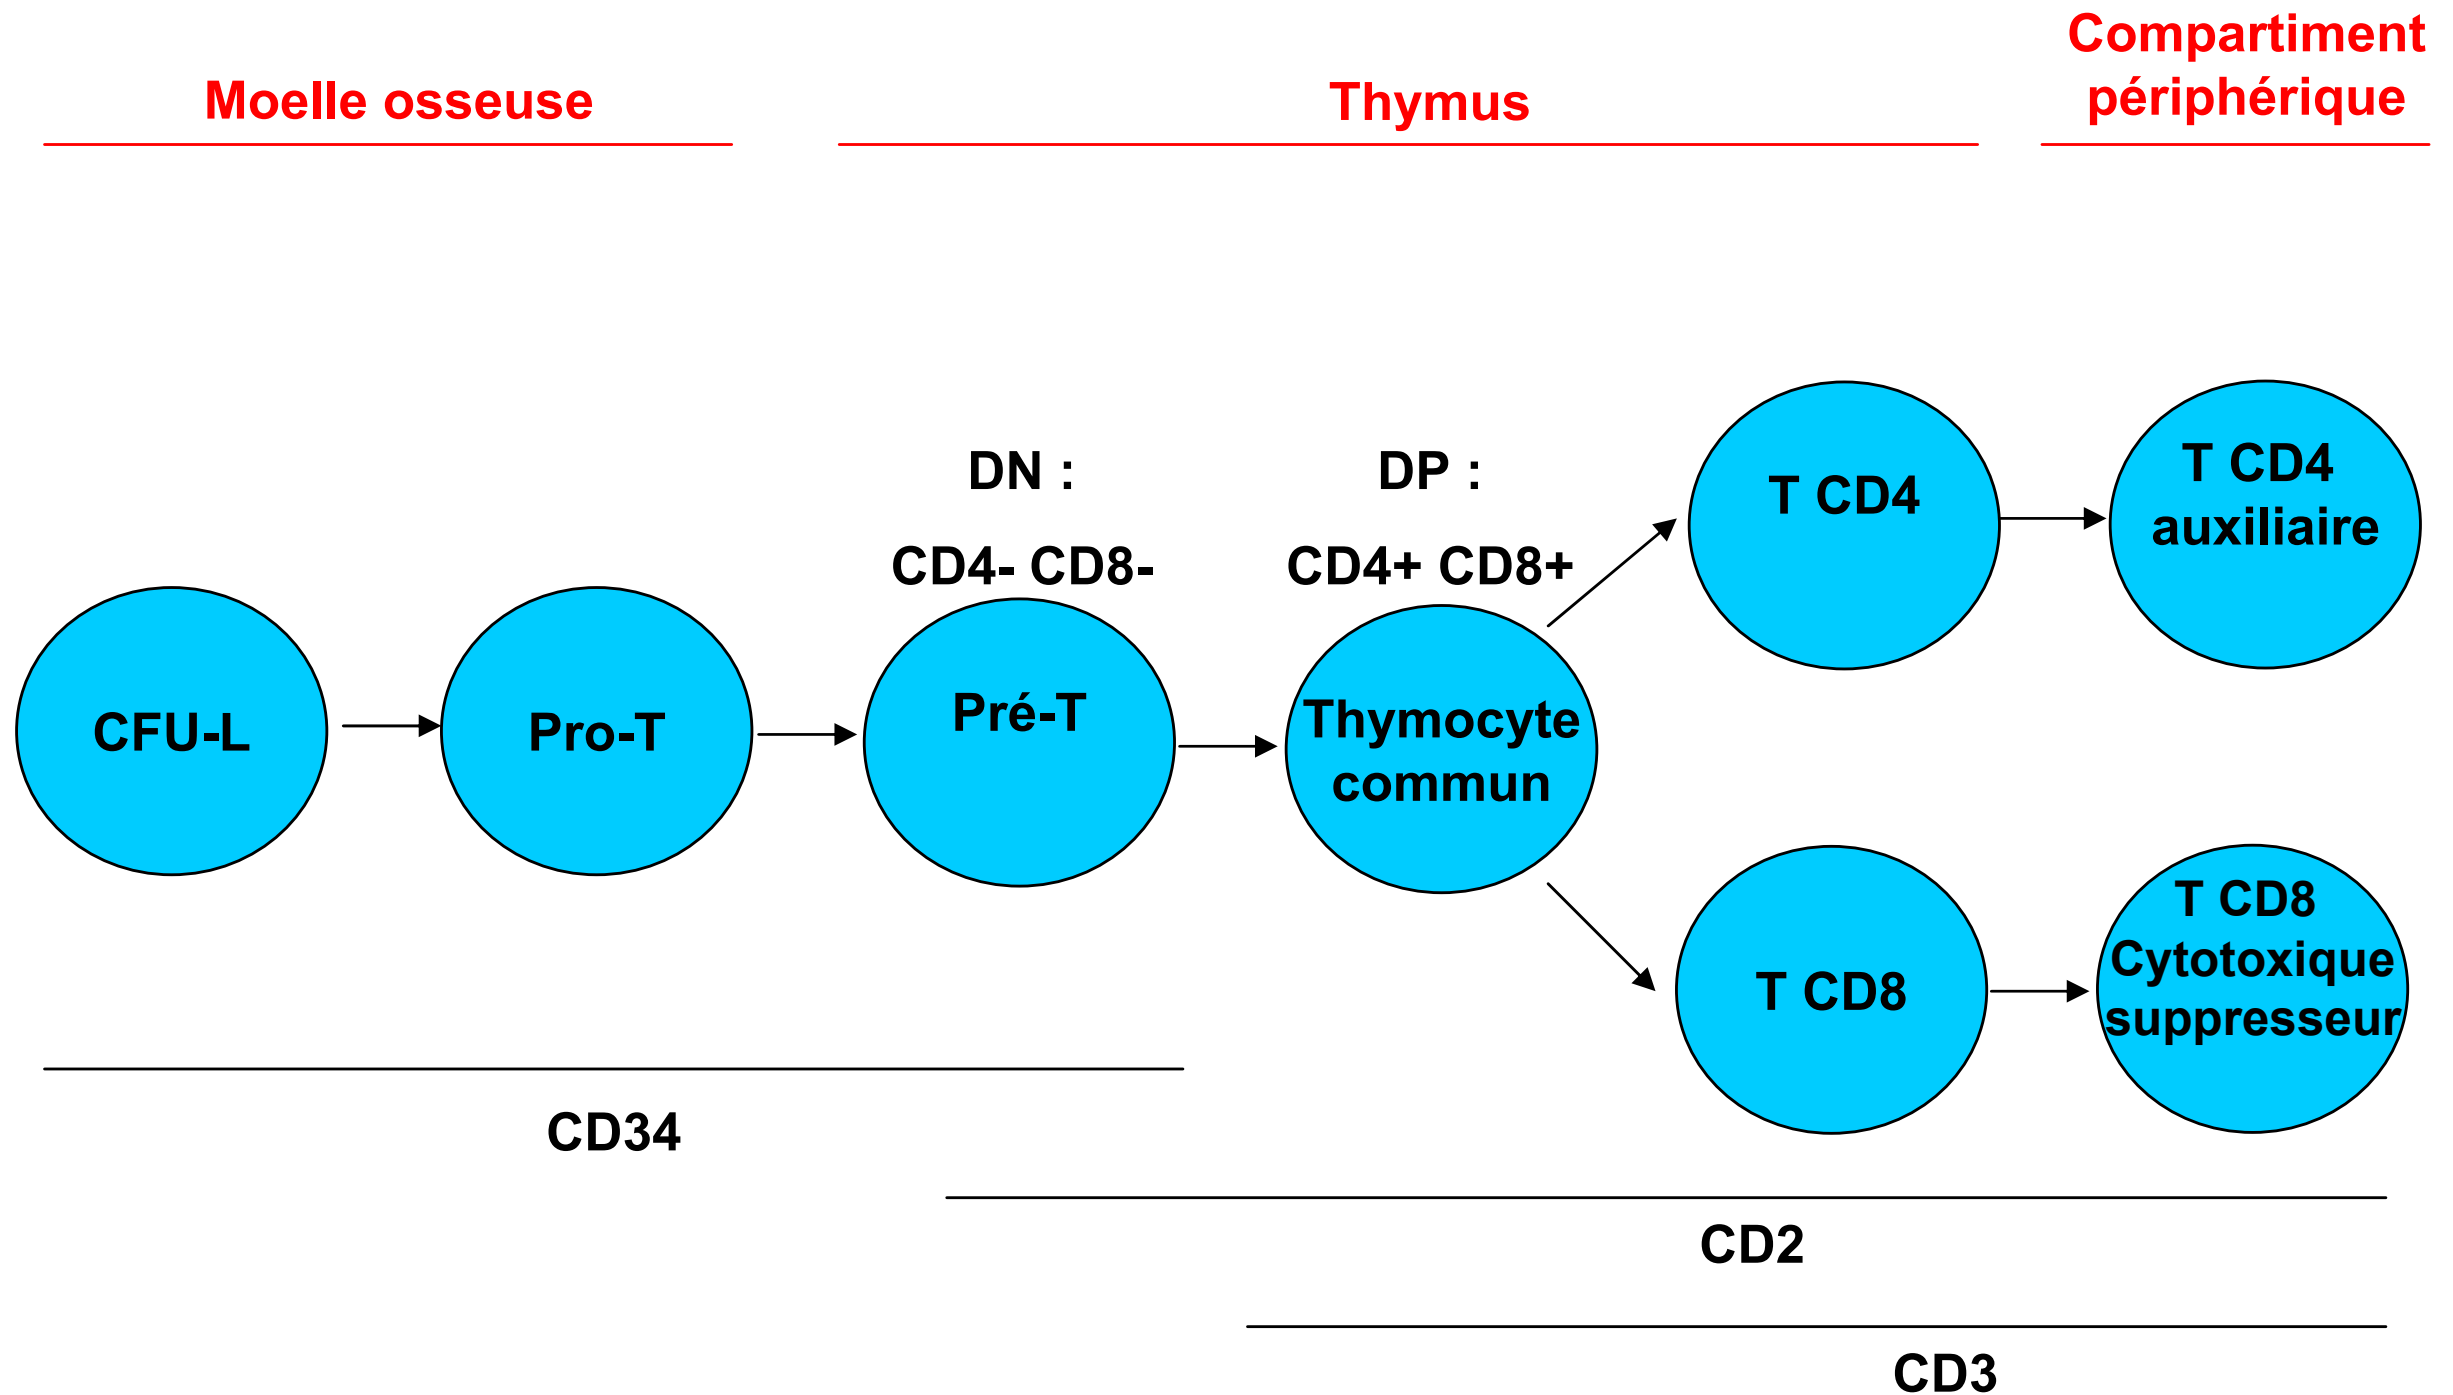 Moelle osseuse
Thymus
Compartiment
périphérique
DN :
CD4- CD8-
DP :
CD4+ CD8+
CFU-L
Pro-T
Pré-T
Thymocyte
commun
T CD4
T CD4
auxiliaire
T CD8
T CD8
Cytotoxique
suppresseur
CD34
CD2
CD3